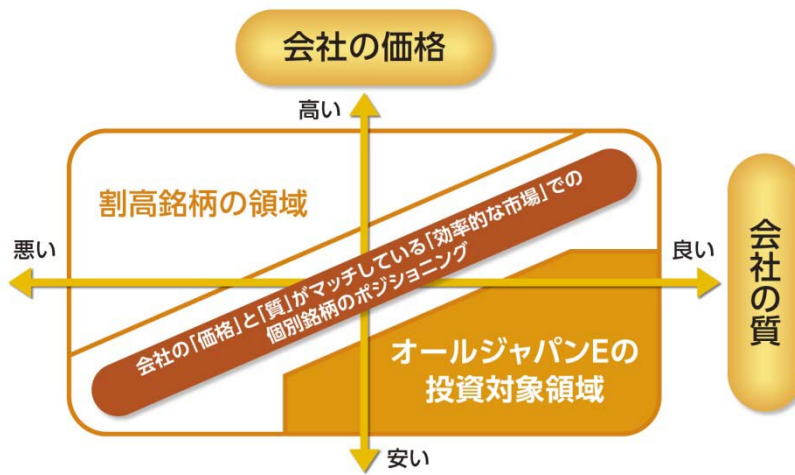 会社の価格
高い
割高銘柄の領域
会社の「価格」と「質」がマッチしている「効率的な市場」での
個別銘柄のポジショニング
悪い
良い
会社の質
オールジャパンEの
投資対象領域
安い